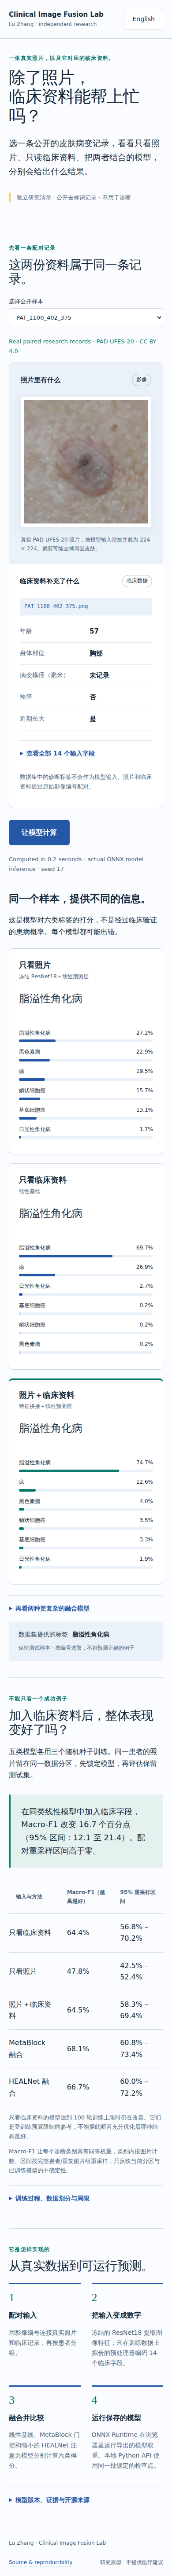 Clinical Image Fusion Lab
Lu Zhang · independent research
English
一张真实照片，以及它对应的临床资料。
除了照片，
临床资料能帮上忙
吗？
看一条公开的皮肤病变记录，看看只看照
片、只读临床资料、把两者结合的模型，
分别会给出什么结果。
独立研究演示 · 公开去标识记录 · 不用于诊断
先看一条配对记录
这两份资料属于同一条记
录。
选择公开样本
PAT_1100_402_375
Real paired research records · PAD-UFES-20 · CC BY
4.0
照片里有什么
影像
真实 PAD-UFES-20 照片，按模型输入缩放并裁为 224
× 224。裁剪可能去掉周围皮肤。
临床资料补充了什么
临床数据
PAT_1100_402_375.png
年龄
57
身体部位
胸部
病变横径（毫米）
未记录
瘙痒
否
近期长大
是
查看全部 14 个输入字段
数据集中的诊断标签不会作为模型输入。照片和临床资
料通过原始影像编号配对。
让模型计算
Computed in 0.2 seconds · actual ONNX model
inference · seed 17
同一个样本，提供不同的信息。
这是模型对六类标签的打分，不是经过临床验证
的患病概率。每个模型都可能出错。
只看照片
冻结 ResNet18 + 线性预测层
脂溢性角化病
脂溢性角化病
27.2%
黑色素瘤
22.9%
痣
19.5%
鳞状细胞癌
15.7%
基底细胞癌
13.1%
日光性角化病
1.7%
只看临床资料
线性基线
脂溢性角化病
脂溢性角化病
69.7%
痣
26.9%
日光性角化病
2.7%
基底细胞癌
0.2%
鳞状细胞癌
0.2%
黑色素瘤
0.2%
照片＋临床资料
特征拼接 + 线性预测层
脂溢性角化病
脂溢性角化病
74.7%
痣
12.6%
黑色素瘤
4.0%
鳞状细胞癌
3.5%
基底细胞癌
3.3%
日光性角化病
1.9%
再看两种更复杂的融合模型
数据集提供的标签 脂溢性角化病
保留测试样本 · 按编号选取，不挑预测正确的例子
不能只看一个成功例子
加入临床资料后，整体表现
变好了吗？
五类模型各用三个随机种子训练。同一患者的照
片留在同一数据分区，先锁定模型，再评估保留
测试集。
在同类线性模型中加入临床字段，
Macro-F1 改变 16.7 个百分点
（95% 区间：12.1 至 21.4）。配
对重采样区间高于零。
输入与方法
Macro-F1（越
高越好）
95% 重采样区
间
只看临床资料
64.4%
56.8% –
70.2%
只看照片
47.8%
42.5% –
52.4%
照片＋临床资
料
64.5%
58.3% –
69.4%
MetaBlock
融合
68.1%
60.8% –
73.4%
HEALNet 融
合
66.7%
60.0% –
72.2%
只看临床资料的模型达到 100 轮训练上限时仍在改善。它们是
受训练预算限制的参考，不能据此断言充分优化后哪种结
构最好。
Macro-F1 让每个诊断类别具有同等权重。类别内按图片计
数，区间按完整患者/重复图片组重采样，只反映当前分区与
已训练模型的不确定性。
训练过程、数据划分与局限
它是怎样实现的
从真实数据到可运行预测。
1
配对输入
用影像编号连接真实照片
和临床记录，再按患者分
组。
2
把输入变成数字
冻结的 ResNet18 提取图
像特征；只在训练数据上
拟合的预处理器编码 14
个临床字段。
3
融合并比较
线性基线、MetaBlock 门
控和缩小的 HEALNet 注
意力模型分别计算六类得
分。
4
运行保存的模型
ONNX Runtime 在浏览
器里运行导出的模型权
重。本地 Python API 使
用同一批锁定的检查点。
模型版本、证据与开源来源
Lu Zhang · Clinical Image Fusion Lab
Source & reproducibility
研究原型 · 不提供医疗建议